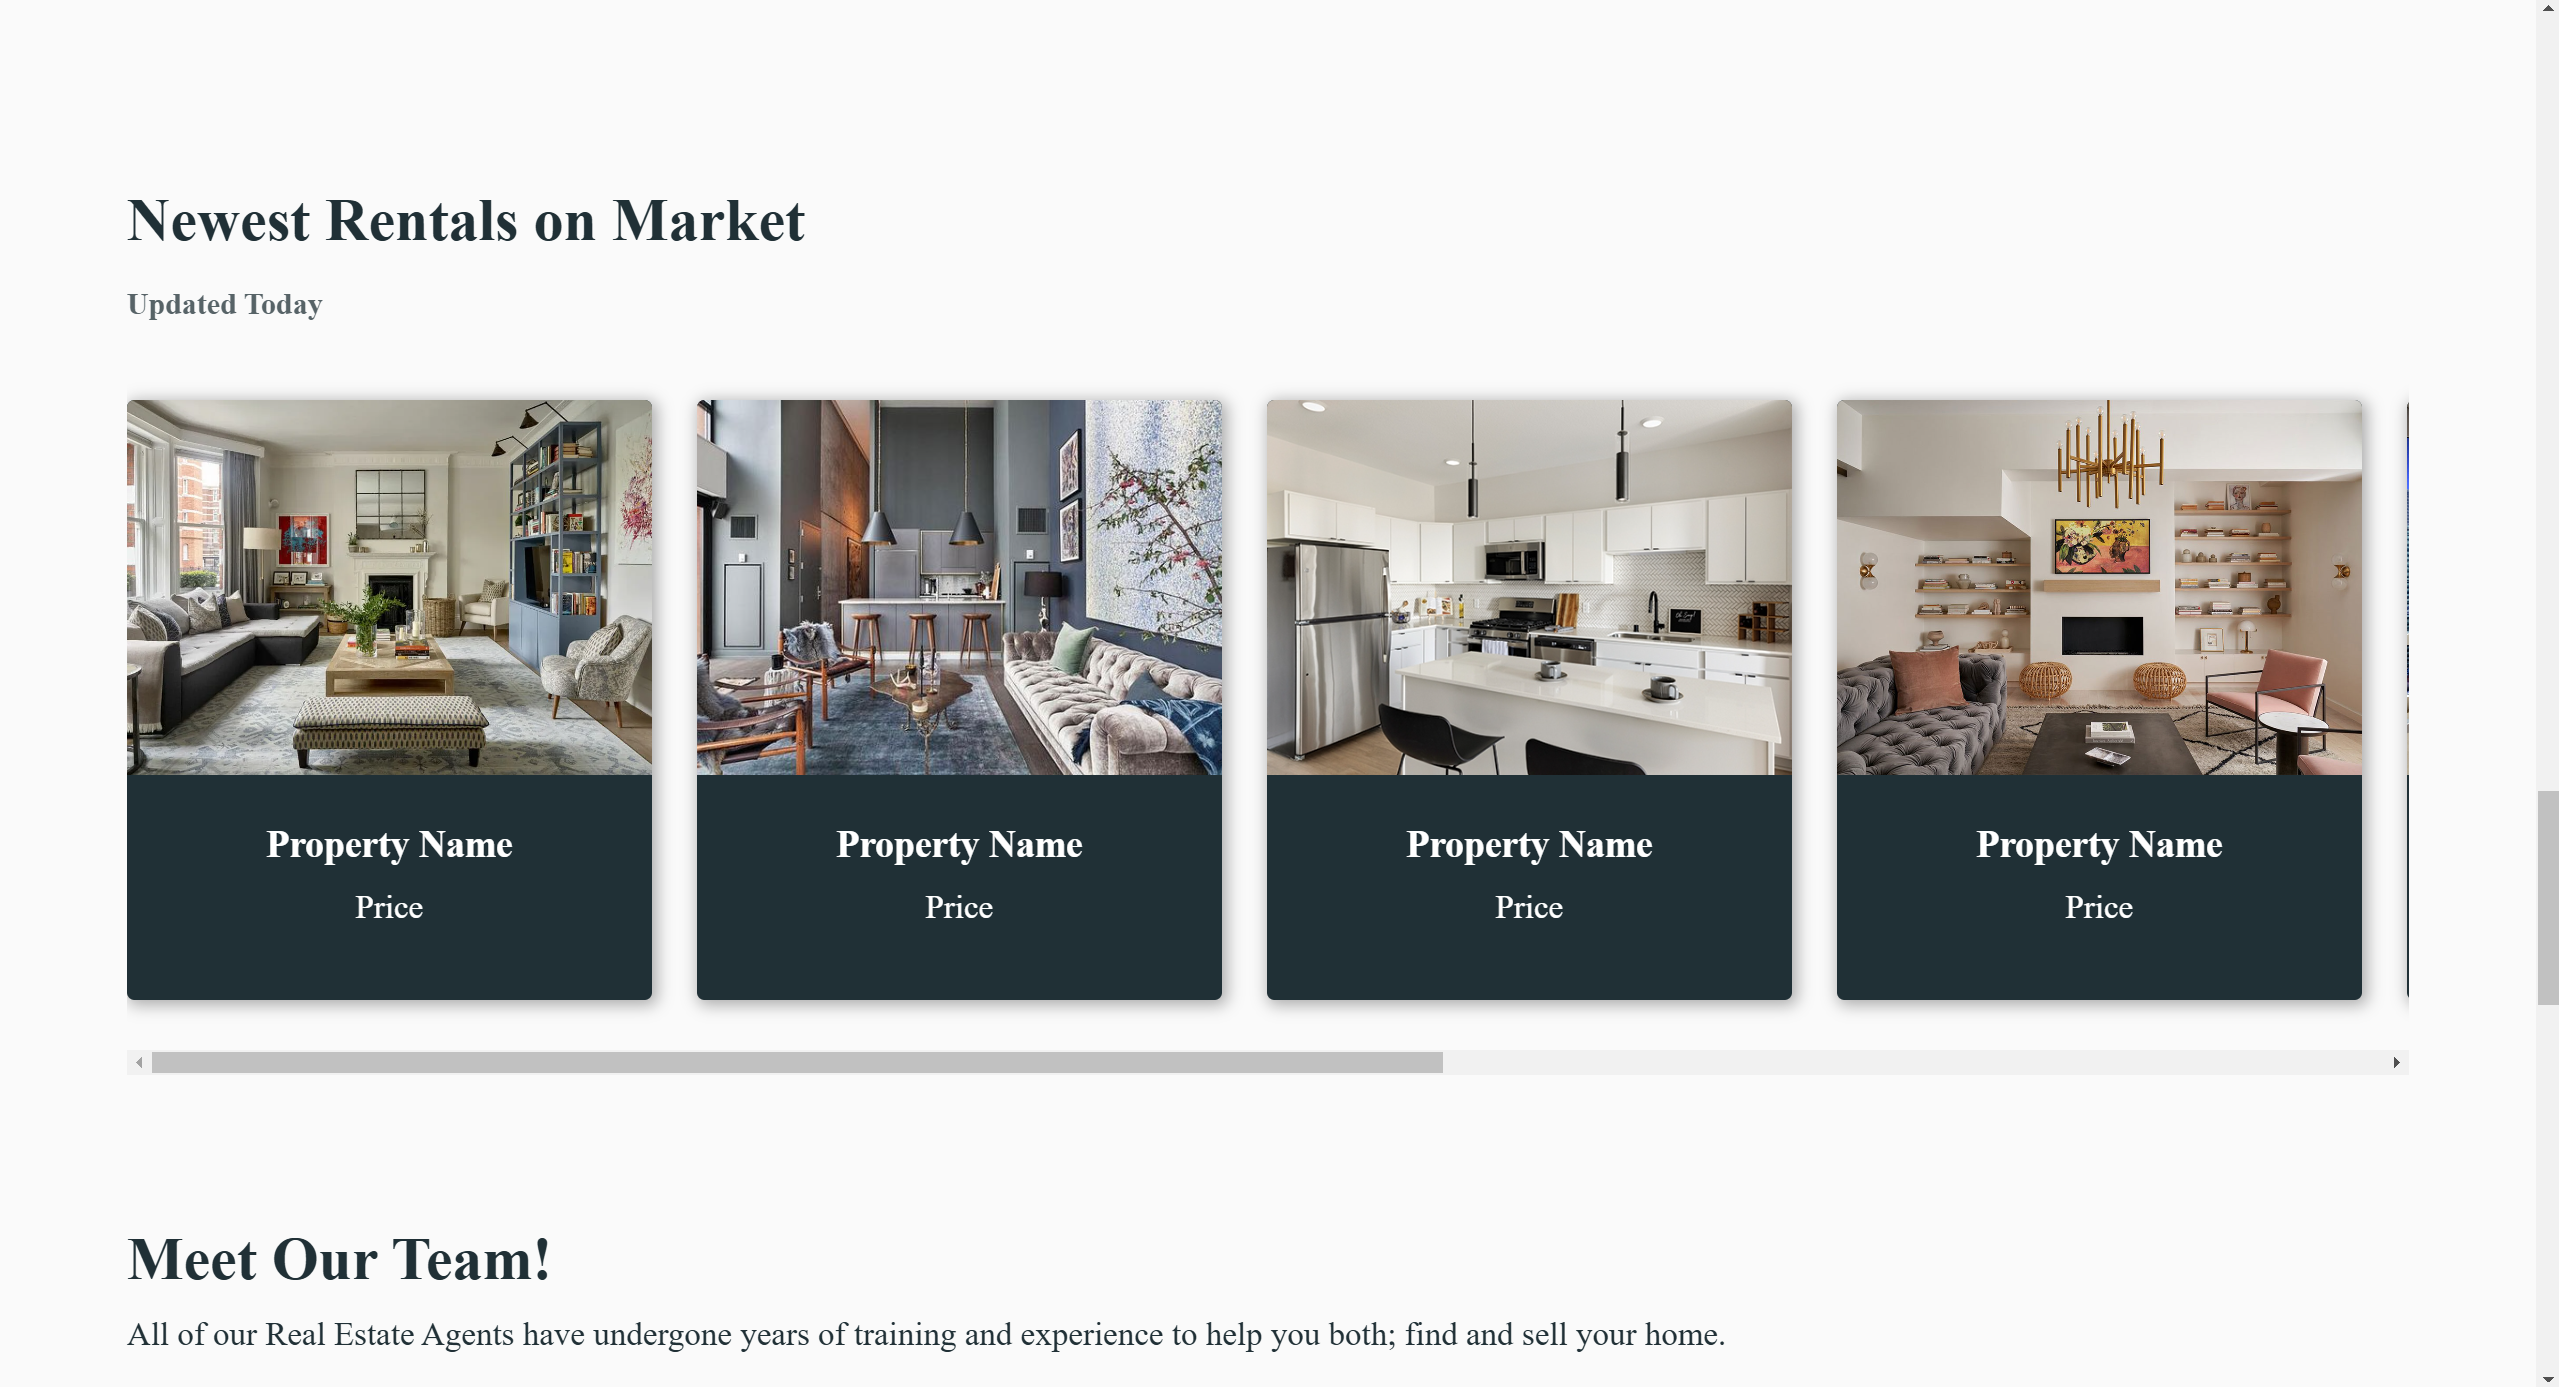 Newest Rentals on Market
Updated Today
Property Name
Price
Property Name
Price
Property Name
Price
Property Name
Price
Meet Our Team!
All of our Real Estate Agents have undergone years of training and experience to help you both; find and sell your home.